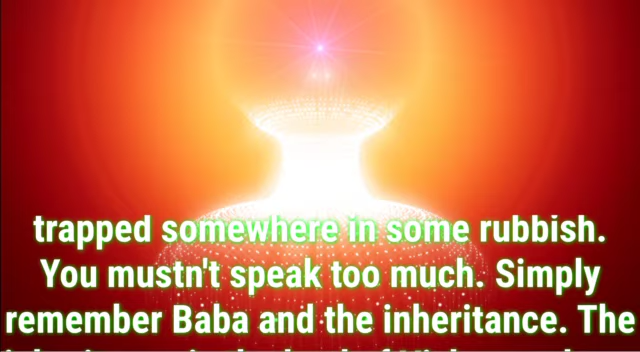 trapped somewhere in some rubbish.
You mustn't speak too much. Simply
remember Baba and the inheritance. The